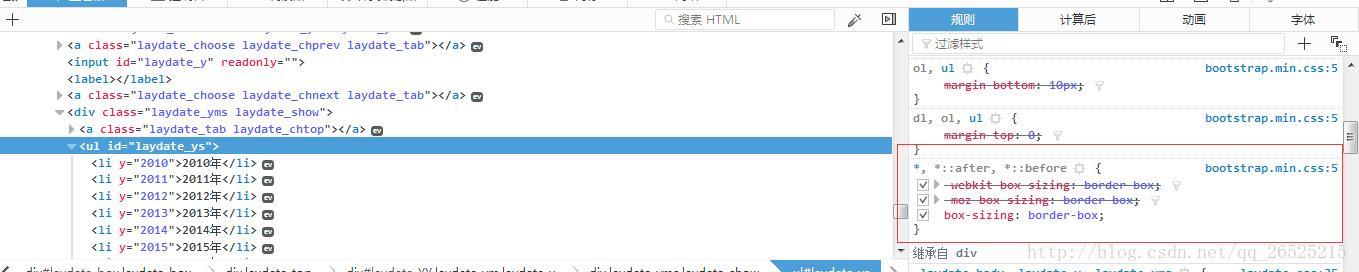 搜索 HTML
规则
计算后
动画
字体
<a class="laydate_choose laydate_chprev laydate_tab"></a> ev
<input id="laydate_y" readonly="">
<label></label>
<a class="laydate_choose laydate_chnext laydate_tab"></a> ev
<div class="laydate_yms laydate_show">
<a class="laydate_tab laydate_chtop"></a> ev
<ul id="laydate_ys">
<li y="2010">2010年</li> ev
<li y="2011">2011年</li> ev
<li y="2012">2012年</li> ev
<li y="2013">2013年</li> ev
<li y="2014">2014年</li> ev
<li y="2015">2015年</li> ev
过滤样式
ol, ul { bootstrap.min.css:5
margin-bottom: 10px;
}
dl, ol, ul { bootstrap.min.css:5
margin-top: 0;
}
*, *::after, *::before { bootstrap.min.css:5
-webkit-box-sizing: border-box;
-moz-box-sizing: border-box;
box-sizing: border-box;
}
继承自 div
http://blog.csdn.net/qq_26525215